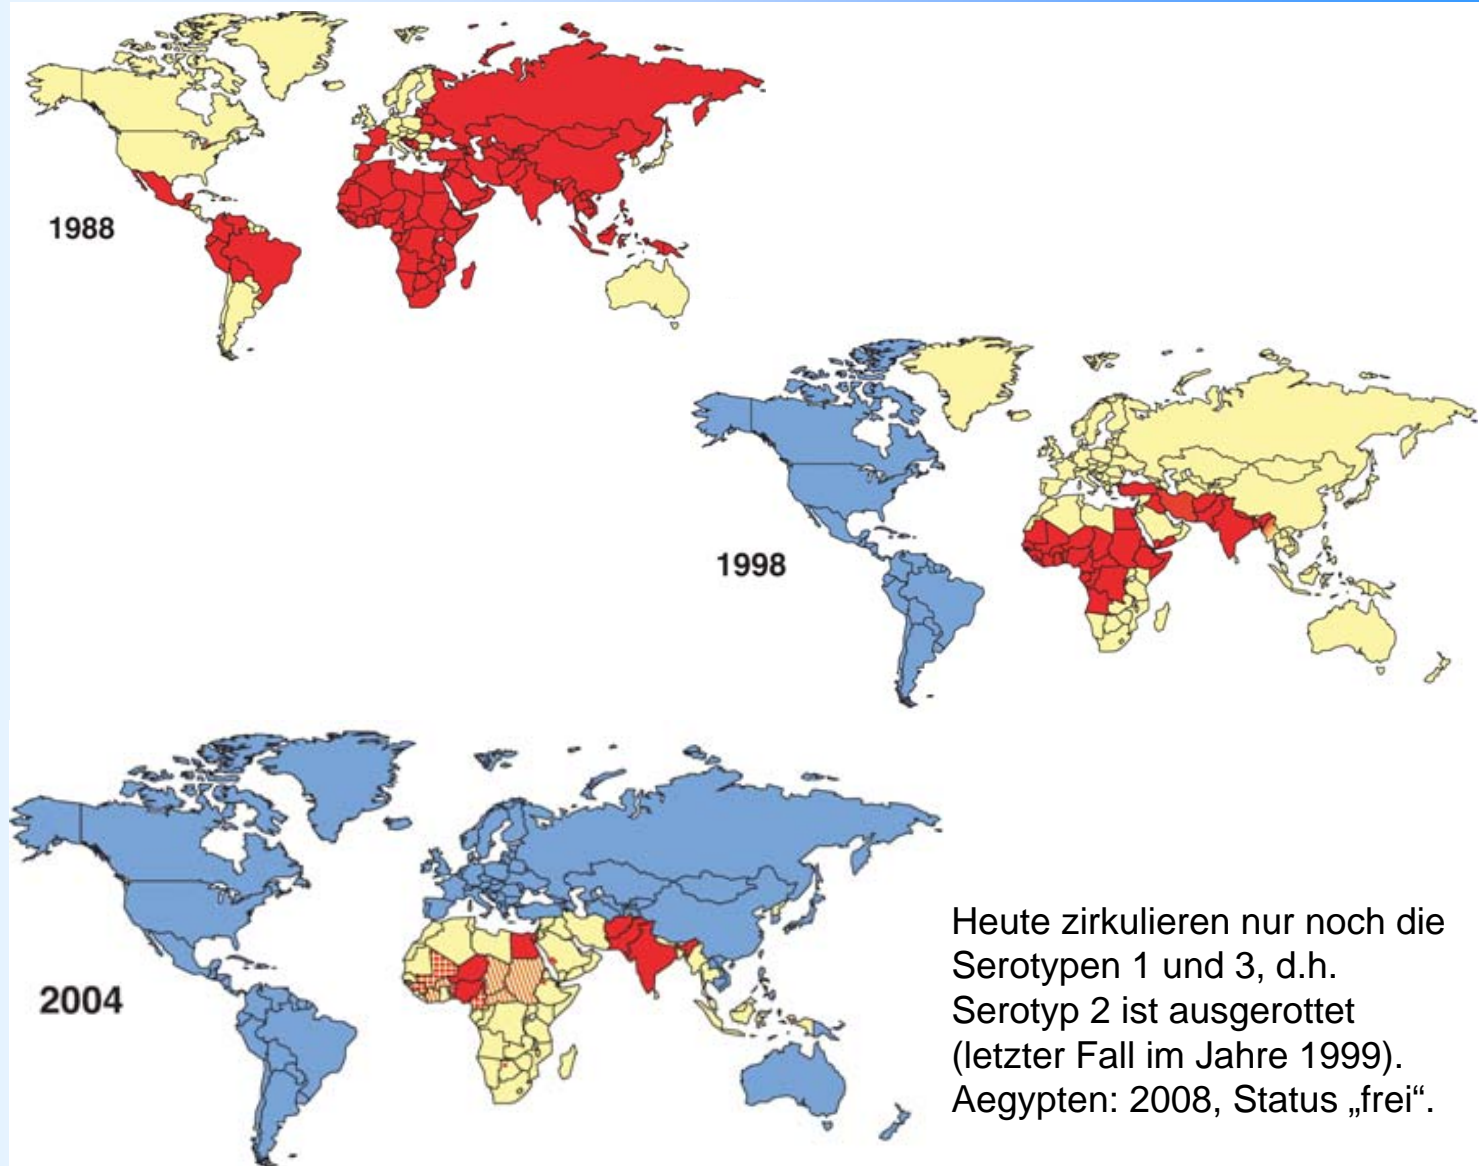 1988
1998
2004
Heute zirkulieren nur noch die
Serotypen 1 und 3, d.h.
Serotyp 2 ist ausgerottet
(letzter Fall im Jahre 1999).
Aegypten: 2008, Status „frei“.